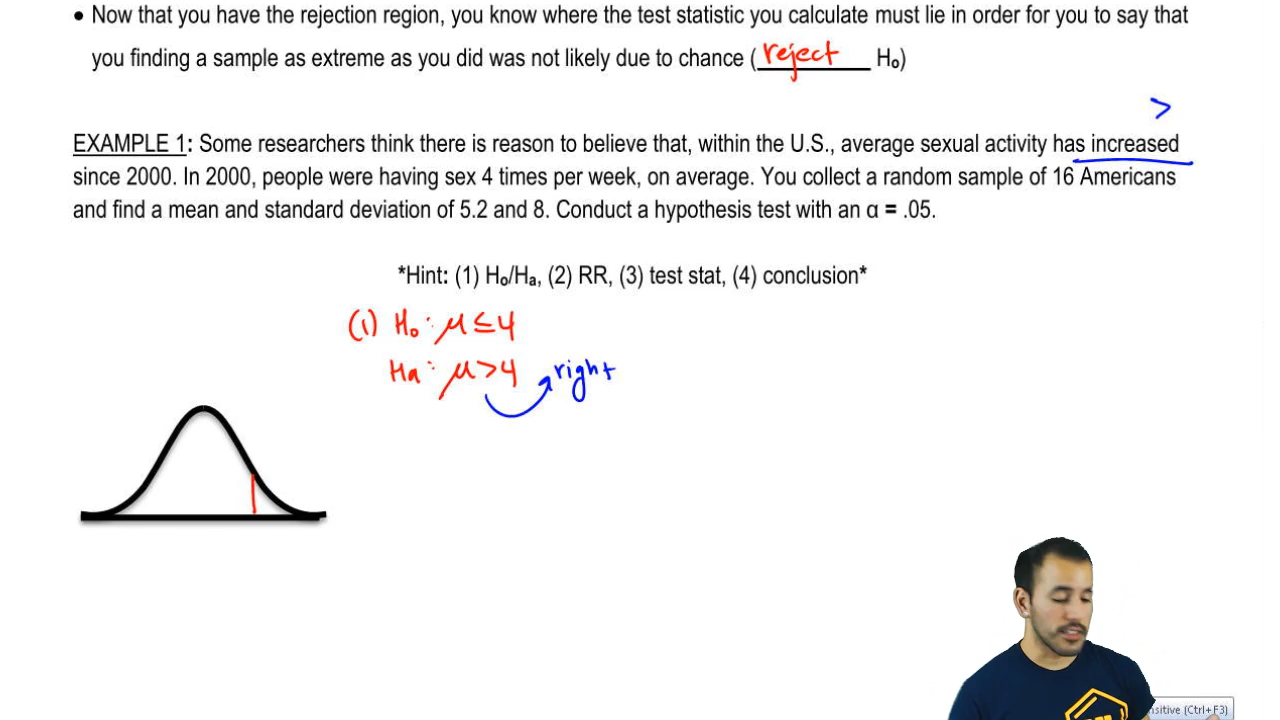 • Now that you have the rejection region, you know where the test statistic you calculate must lie in order for you to say that
you finding a sample as extreme as you did was not likely due to chance (reject H₀)
>
EXAMPLE 1: Some researchers think there is reason to believe that, within the U.S., average sexual activity has increased
since 2000. In 2000, people were having sex 4 times per week, on average. You collect a random sample of 16 Americans
and find a mean and standard deviation of 5.2 and 8. Conduct a hypothesis test with an α = .05.
*Hint: (1) H₀/Hₐ, (2) RR, (3) test stat, (4) conclusion*
(1) H₀: μ ≤ 4
Ha: μ > 4 right
nsitive (Ctrl+F3)